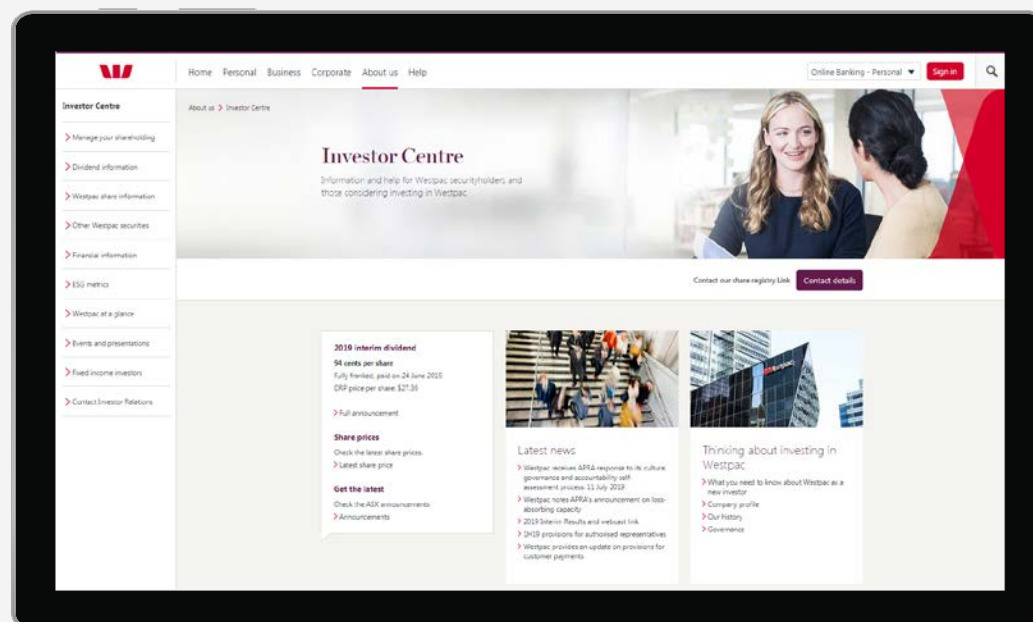 Home Personal Business Corporate About us Help
Online Banking - Personal
Sign in
Investor Centre
Manage your shareholding
Dividend information
Westpac share information
Other Westpac securities
Financial information
ESG metrics
Westpac at a glance
Events and presentations
Fixed income investors
Contact Investor Relations
About us > Investor Centre
Investor Centre
Information and help for Westpac securityholders and
those considering investing in Westpac
Contact our share registry Link
Contact details
2019 interim dividend
94 cents per share
Fully franked, paid on 24 June 2015
DRP price per share: $27.36
Full announcement
Share prices
Check the latest share prices.
Latest share price
Get the latest
Check the ASX announcements
Announcements
Latest news
Westpac receives APRA response to its culture
governance and accountability self-
assessment process. 11 July 2019
Westpac notes APRA's announcement on loss-
absorbing capacity
2019 Interim Results and webcast link
1H19 provisions for authorised representatives
Westpac provides an update on provisions for
customer payments
Westpac
Thinking about investing in
Westpac
What you need to know about Westpac as a
new investor
Company profile
Our history
Governance